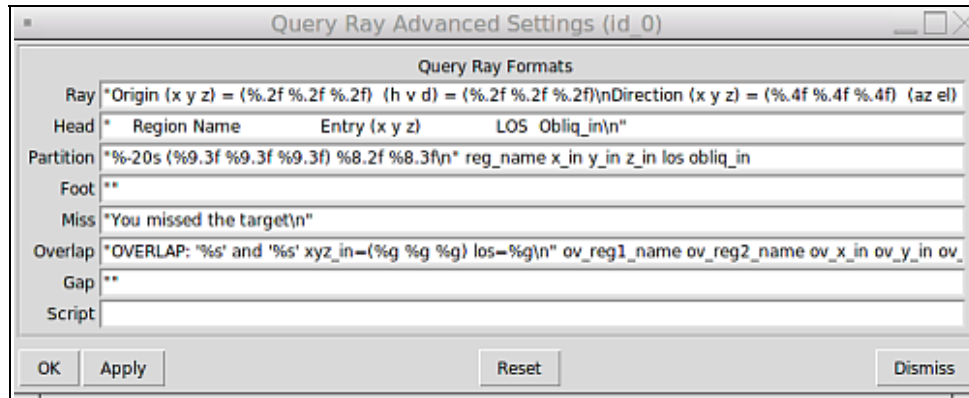 Query Ray Advanced Settings (id_0)
Query Ray Formats
Ray "Origin (x y z) = (%.2f %.2f %.2f)  (h v d) = (%.2f %.2f %.2f)\nDirection (x y z) = (%.4f %.4f %.4f)  (az el)
Head "    Region Name               Entry (x y z)              LOS  Obliq_in\n"
Partition "%-20s (%9.3f %9.3f %9.3f) %8.2f %8.3f\n" reg_name x_in y_in z_in los obliq_in
Foot ""
Miss "You missed the target\n"
Overlap "OVERLAP: '%s' and '%s' xyz_in=(%g %g %g) los=%g\n" ov_reg1_name ov_reg2_name ov_x_in ov_y_in ov_
Gap ""
Script
OK Apply Reset Dismiss